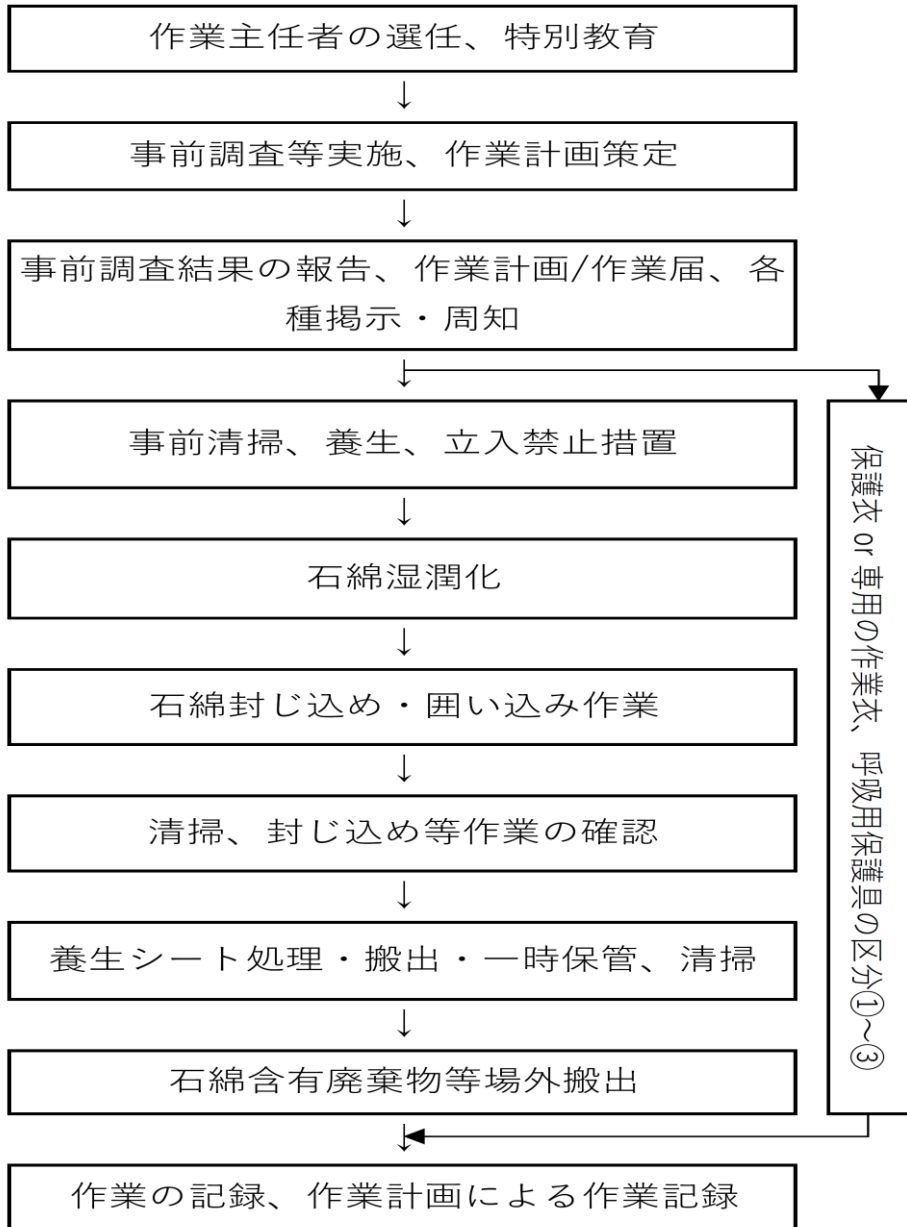 作業主任者の選任、特別教育
↓
事前調査等実施、作業計画策定
↓
事前調査結果の報告、作業計画/作業届、各
種掲示・周知
↓
事前清掃、養生、立入禁止措置
↓
石綿湿潤化
↓
石綿封じ込め・囲い込み作業
↓
清掃、封じ込め等作業の確認
↓
養生シート処理・搬出・一時保管、清掃
↓
石綿含有廃棄物等場外搬出
↓
作業の記録、作業計画による作業記録
保護衣 or 専用の作業衣、呼吸用保護具の区分①~③